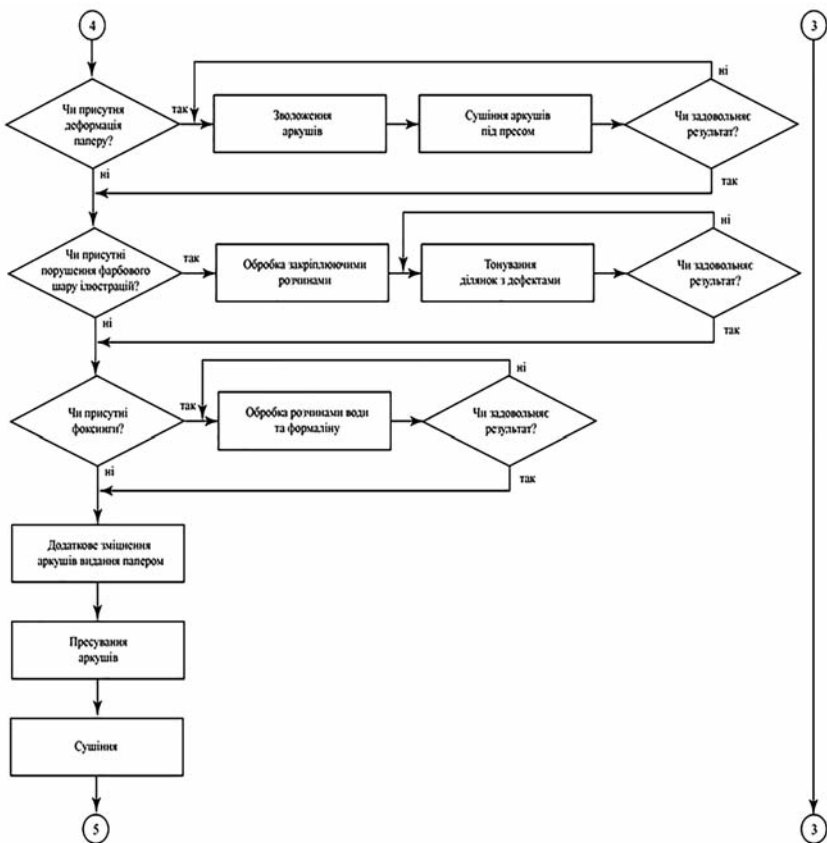 4
3
ні
Чи присутня
деформація
паперу?
так
Зволоження
аркушів
Сушіння аркушів
під пресом
Чи задовольняє
результат?
ні
так
ні
Чи присутні
порушення фарбового
шару ілюстрацій?
так
Обробка закріплюючими
розчинами
Тонування
ділянок з дефектами
Чи задовольняє
результат?
ні
так
ні
Чи присутні
фоксинги?
так
Обробка розчинами води
та формаліну
Чи задовольняє
результат?
ні
так
Додаткове зміцнення
аркушів видання папером
Пресування
аркушів
Сушіння
5
3